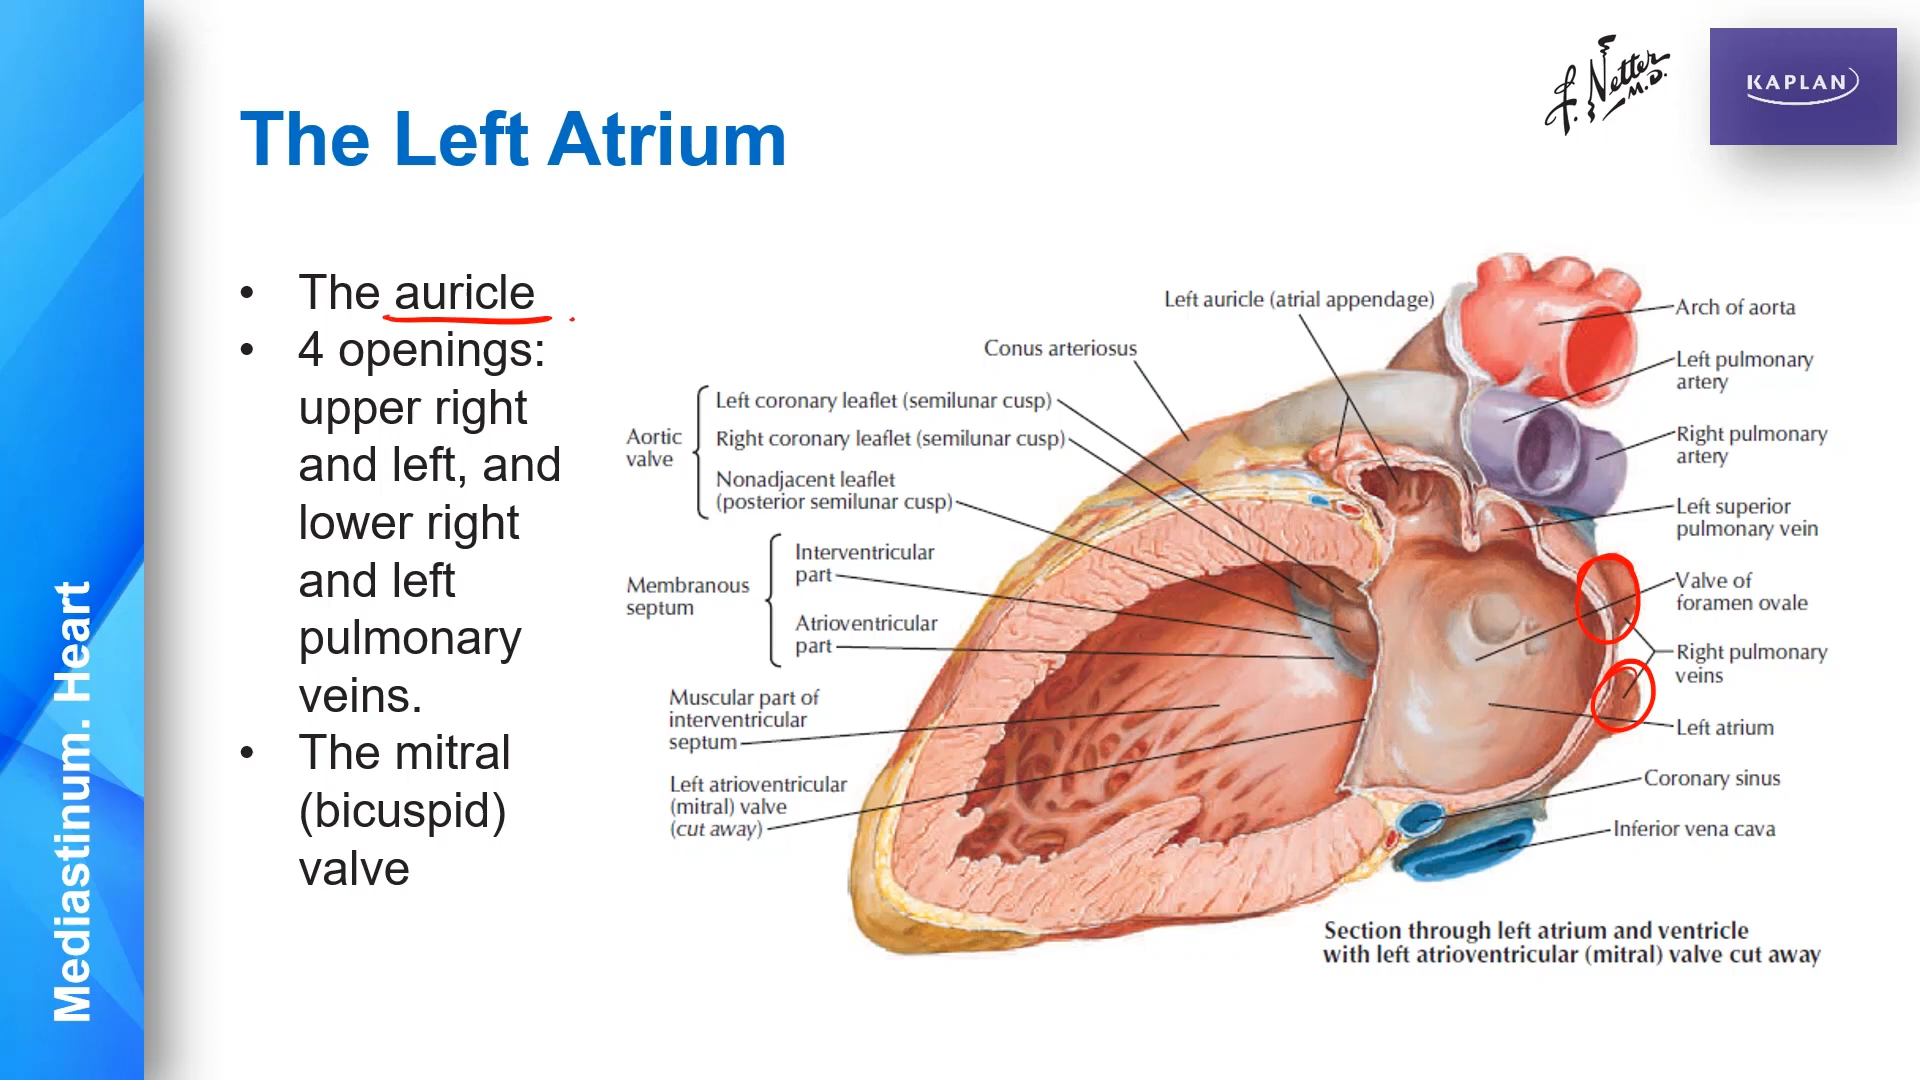 F. Netter M.D.
KAPLAN
The Left Atrium
• The auricle
• 4 openings:
upper right
and left, and
lower right
and left
pulmonary
veins.
• The mitral
(bicuspid)
valve
Mediastinum. Heart
Left auricle (atrial appendage)
Conus arteriosus
Aortic
valve
Left coronary leaflet (semilunar cusp)
Right coronary leaflet (semilunar cusp)
Nonadjacent leaflet
(posterior semilunar cusp)
Membranous
septum
Interventricular
part
Atrioventricular
part
Muscular part of
interventricular
septum
Left atrioventricular
(mitral) valve
(cut away)
Arch of aorta
Left pulmonary
artery
Right pulmonary
artery
Left superior
pulmonary vein
Valve of
foramen ovale
Right pulmonary
veins
Left atrium
Coronary sinus
Inferior vena cava
Section through left atrium and ventricle
with left atrioventricular (mitral) valve cut away